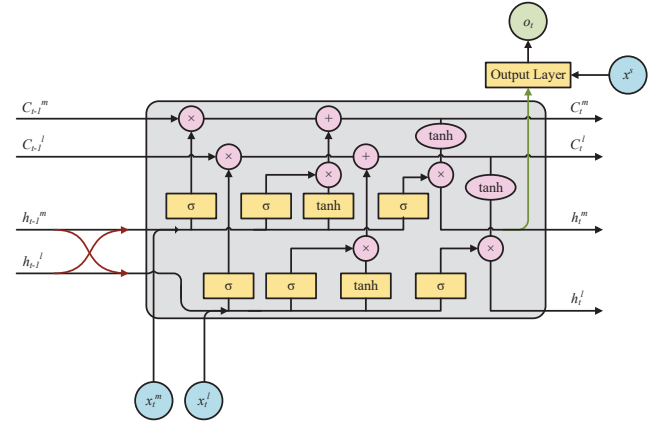 o_t
Output Layer
x^s
C_{t-1}^m
×
+
C_t^m
tanh
C_{t-1}^l
×
+
C_t^l
×
×
tanh
σ
σ
tanh
σ
h_{t-1}^m
h_t^m
×
×
h_{t-1}^l
σ
σ
tanh
σ
h_t^l
x_t^m
x_t^l